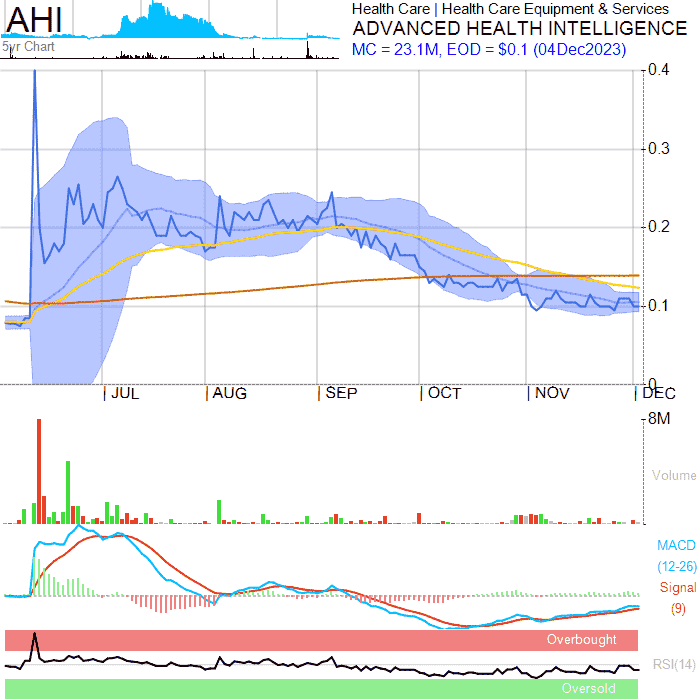 AHI
5yr Chart
Health Care | Health Care Equipment & Services
ADVANCED HEALTH INTELLIGENCE
MC = 23.1M, EOD = $0.1 (04Dec2023)
0.4
0.3
0.2
0.1
0
JUL AUG SEP OCT NOV DEC
8M
Volume
MACD
(12-26)
Signal
(9)
Overbought
RSI(14)
Oversold